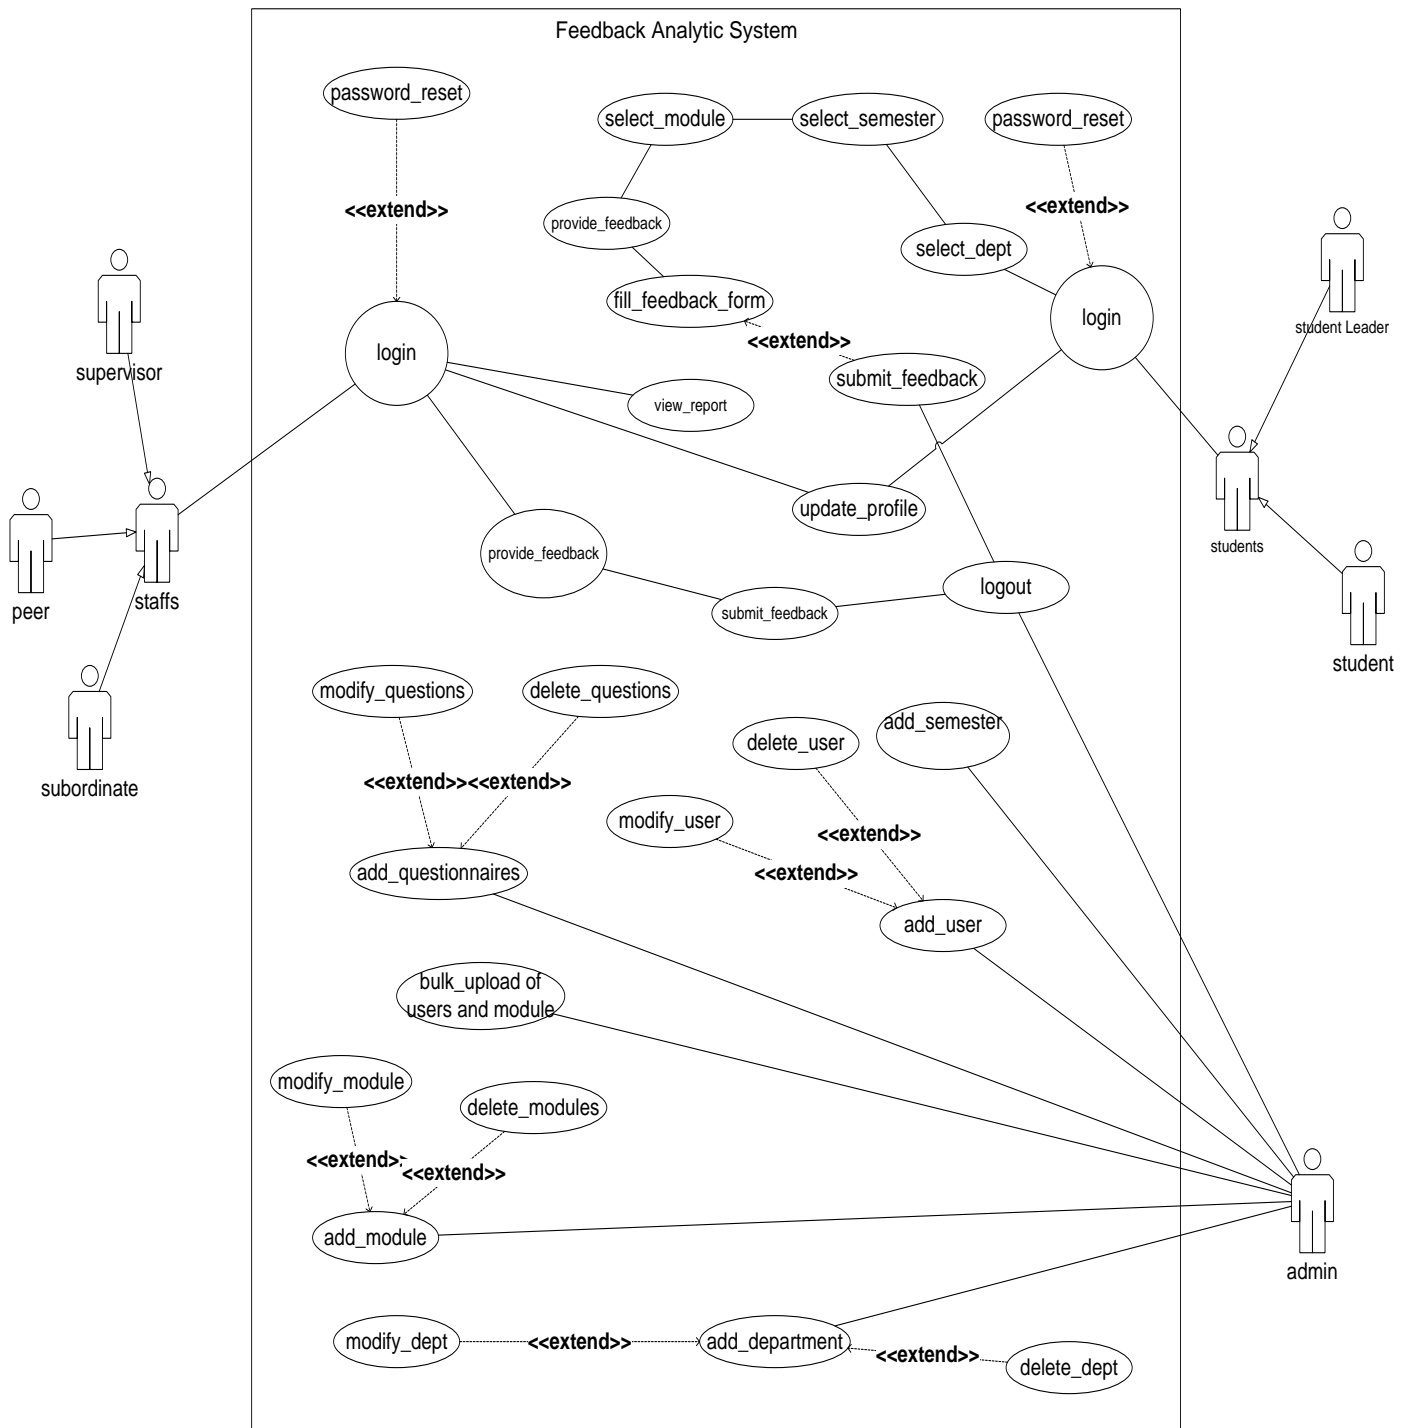 Feedback Analytic System
password_reset
select_module
select_semester
password_reset
<<extend>>
<<extend>>
provide_feedback
select_dept
fill_feedback_form
login
student Leader
<<extend>>
login
supervisor
submit_feedback
view_report
update_profile
students
provide_feedback
staffs
peer
logout
submit_feedback
student
modify_questions
delete_questions
add_semester
delete_user
subordinate
<<extend>>
<<extend>>
modify_user
<<extend>>
<<extend>>
add_questionnaires
add_user
bulk_upload of
users and module
modify_module
delete_modules
<<extend>>
<<extend>>
add_module
admin
modify_dept
<<extend>>
add_department
<<extend>>
delete_dept